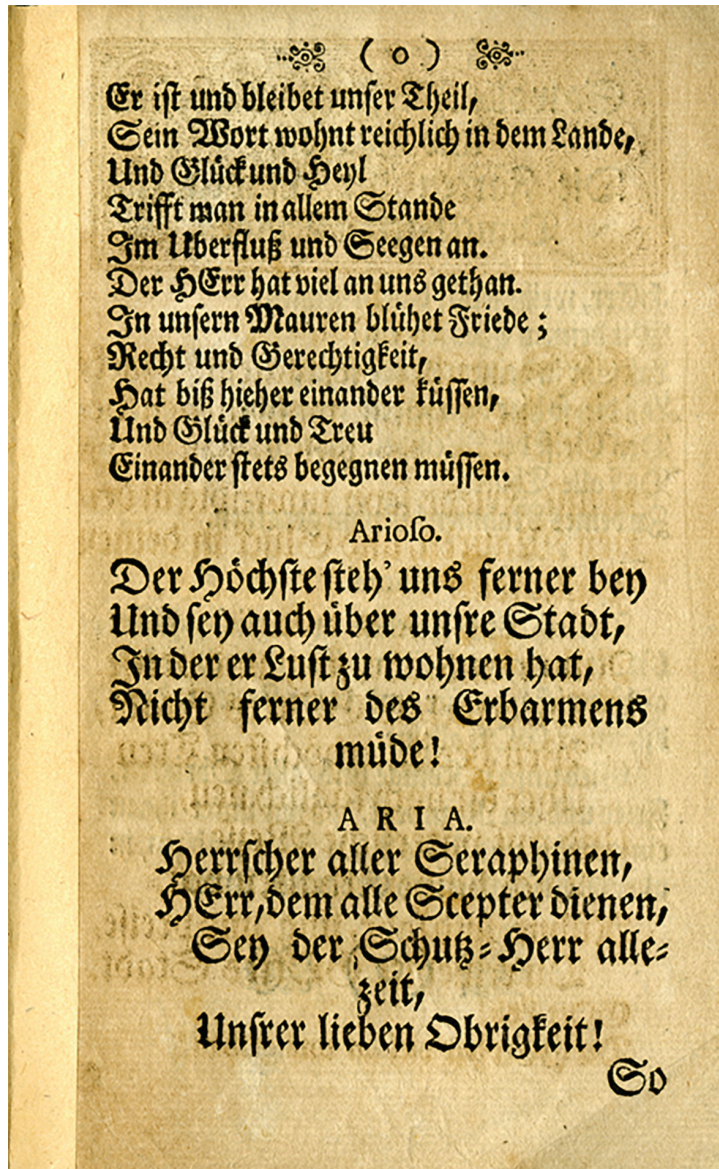 ( o )
Er ist und bleibet unser Theil,
Sein Wort wohnt reichlich in dem Lande,
Und Glück und Heyl
Trifft man in allem Stande
Im Uberfluß und Seegen an.
Der HErr hat viel an uns gethan.
In unsern Mauren blühet Friede;
Recht und Gerechtigkeit,
Hat biß hieher einander küssen,
Und Glück und Treu
Einander stets begegnen müssen.
Arioso.
Der Höchste steh' uns ferner bey
Und sey auch über unsre Stadt,
In der er Lust zu wohnen hat,
Nicht ferner des Erbarmens
müde!
ARIA.
Herrscher aller Seraphinen,
HErr, dem alle Scepter dienen,
Sey der Schutz-Herr alle-
zeit,
Unsrer lieben Obrigkeit!
So